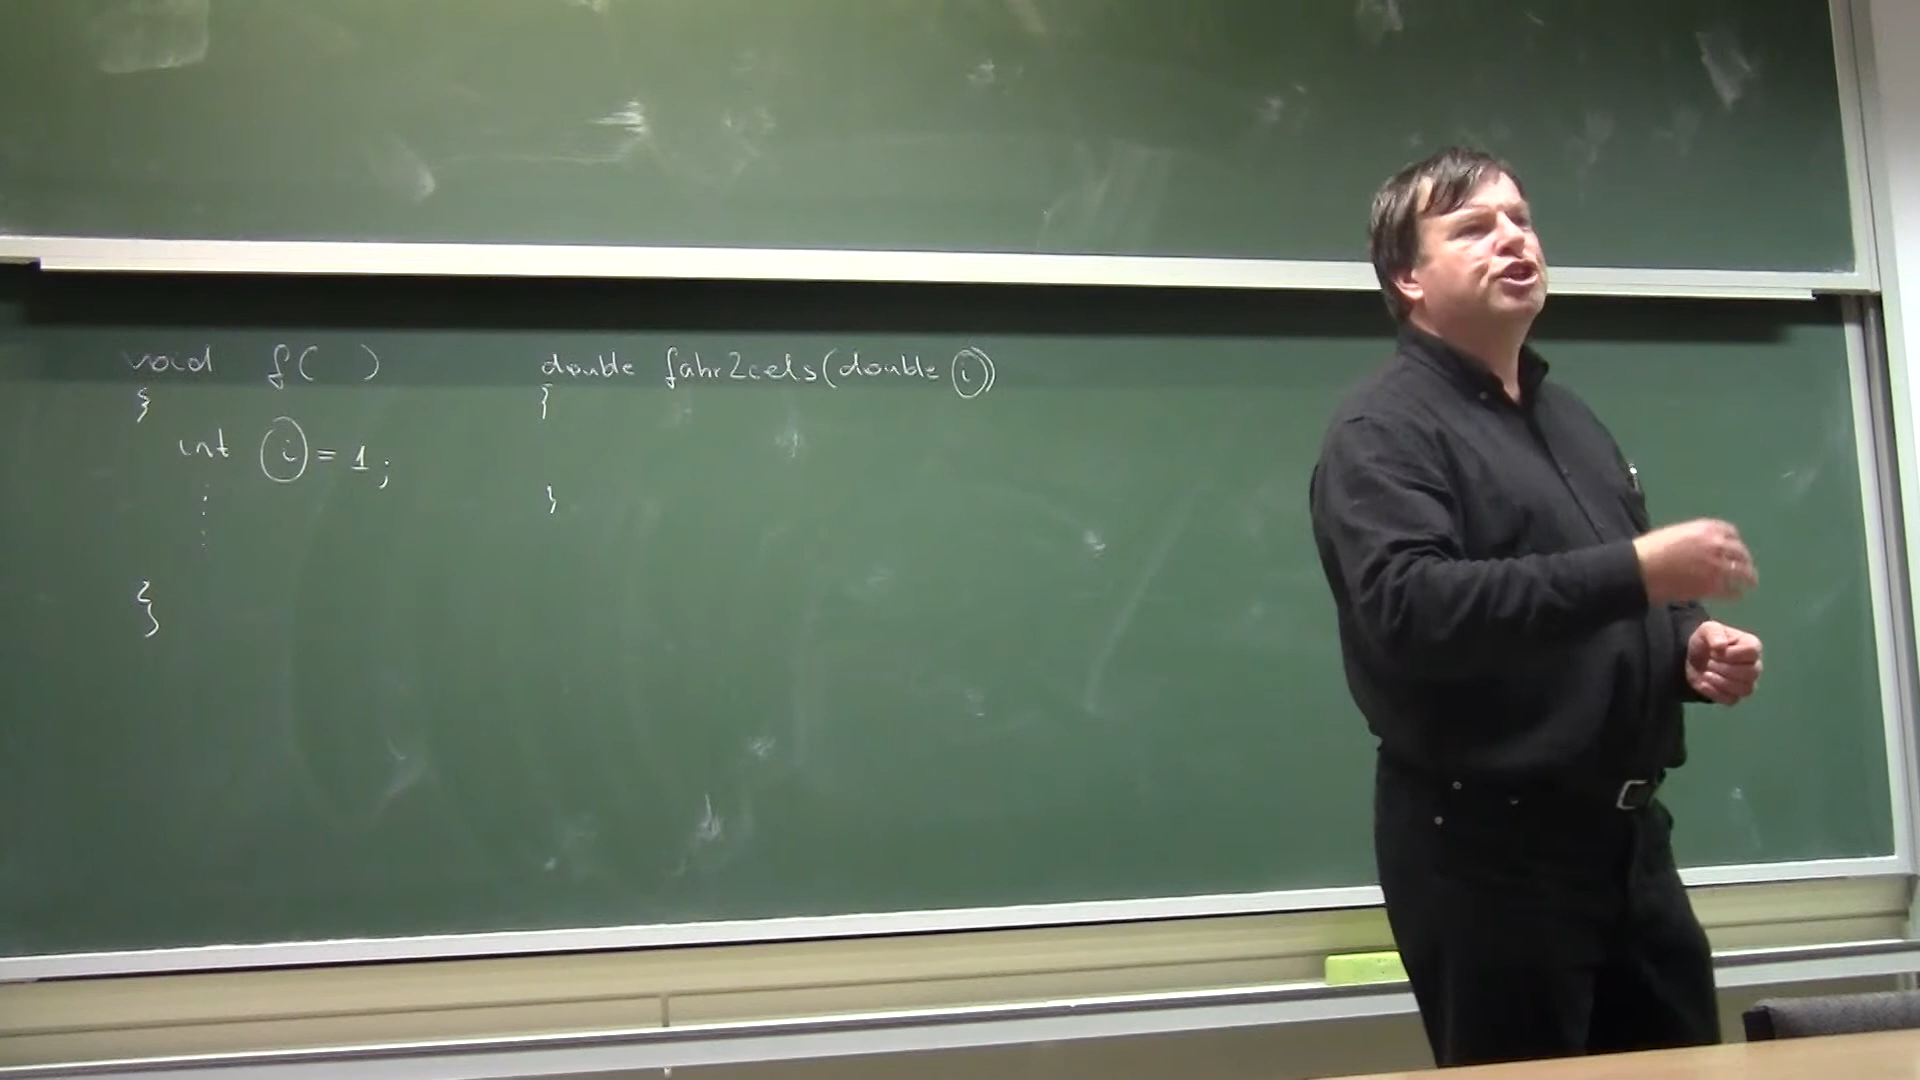 void f( )
{
int i = 1;
:
:
}
double fahr2cels(double i)
{
}